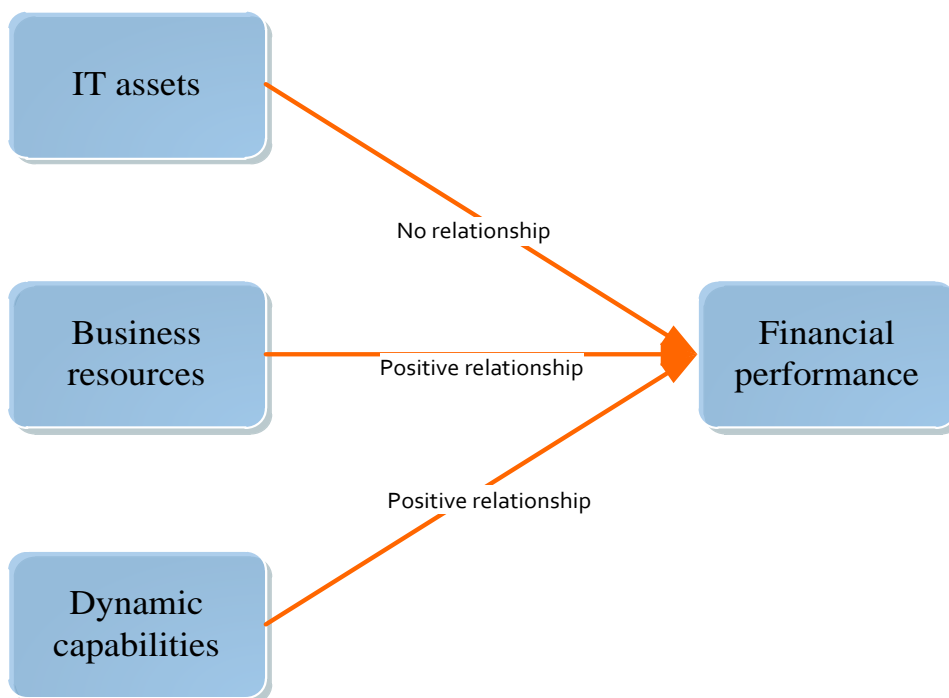 IT assets
No relationship
Business
resources
Positive relationship
Financial
performance
Positive relationship
Dynamic
capabilities